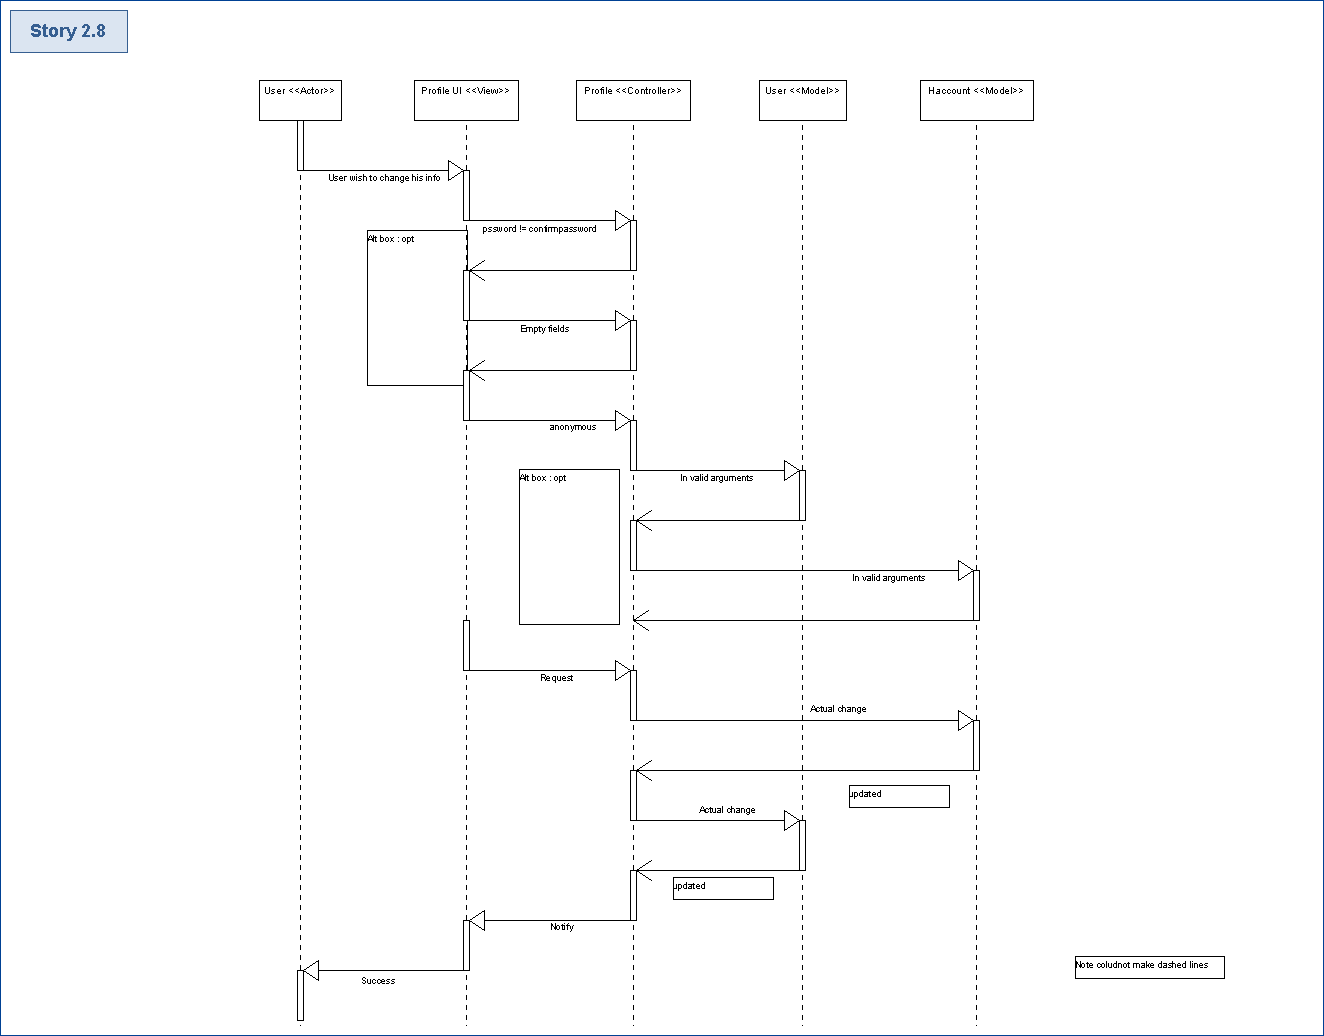 Story 2.8
User <<Actor>>
Profile UI <<View>>
Profile <<Controller>>
User <<Model>>
Haccount <<Model>>
User wish to change his info
pssword != confirmpassword
Alt box : opt
Empty fields
anonymous
Alt box : opt
In valid arguments
In valid arguments
Request
Actual change
updated
Actual change
updated
Notify
Note coludnot make dashed lines
Success